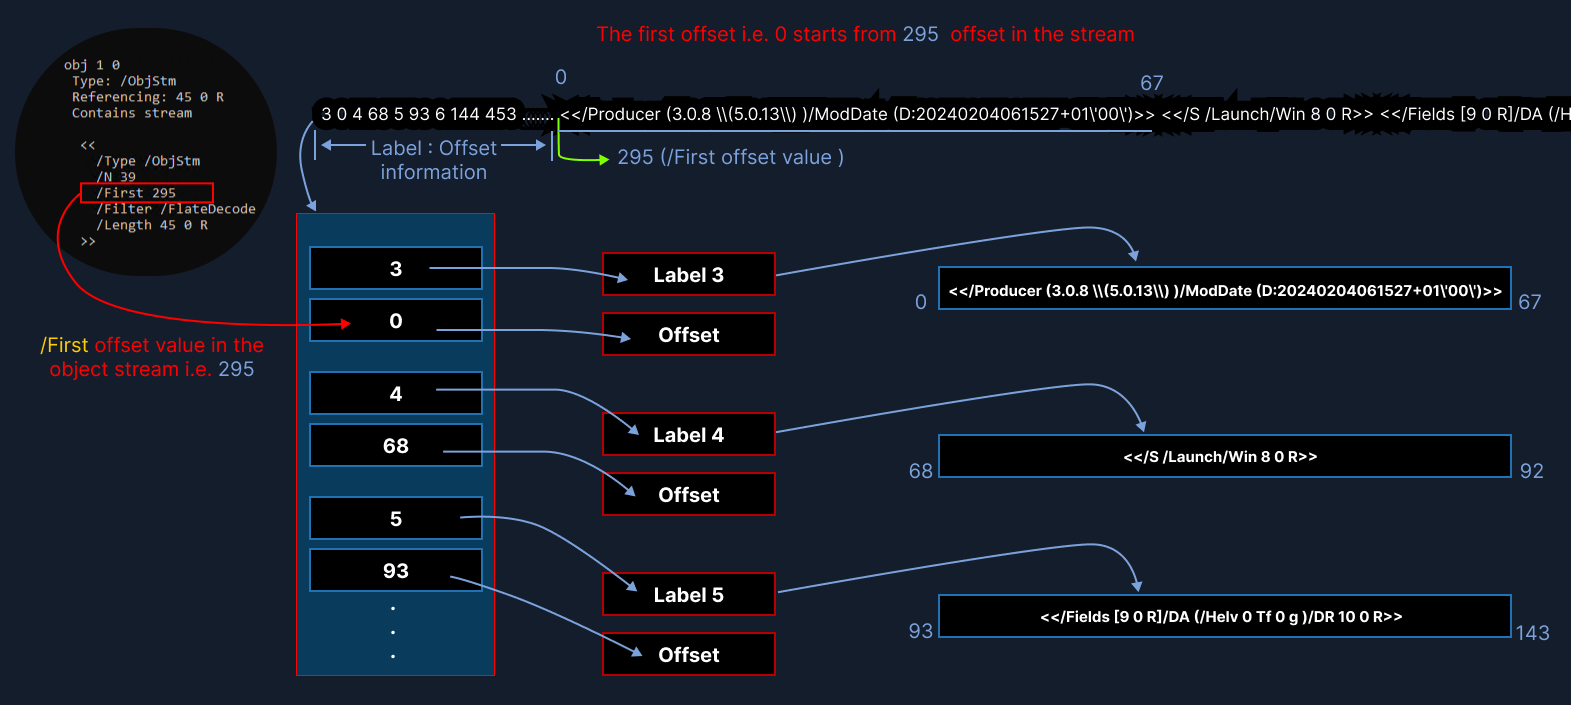 The first offset i.e. 0 starts from 295 offset in the stream
obj 1 0
Type: /ObjStm
Referencing: 45 0 R
Contains stream
<<
/Type /ObjStm
/N 39
/First 295
/Filter /FlateDecode
/Length 45 0 R
>>
0
67
3 0 4 68 5 93 6 144 453 ....... <</Producer (3.0.8 \\(5.0.13\\) )/ModDate (D:20240204061527+01\'00\')>> <</S /Launch/Win 8 0 R>> <</Fields [9 0 R]/DA (/H
Label : Offset
information
295 (/First offset value )
/First offset value in the
object stream i.e. 295
3
0
4
68
5
93
.
.
.
Label 3
Offset
Label 4
Offset
Label 5
Offset
0
<</Producer (3.0.8 \\(5.0.13\\) )/ModDate (D:20240204061527+01\'00\')>>
67
68
<</S /Launch/Win 8 0 R>>
92
93
<</Fields [9 0 R]/DA (/Helv 0 Tf 0 g )/DR 10 0 R>>
143